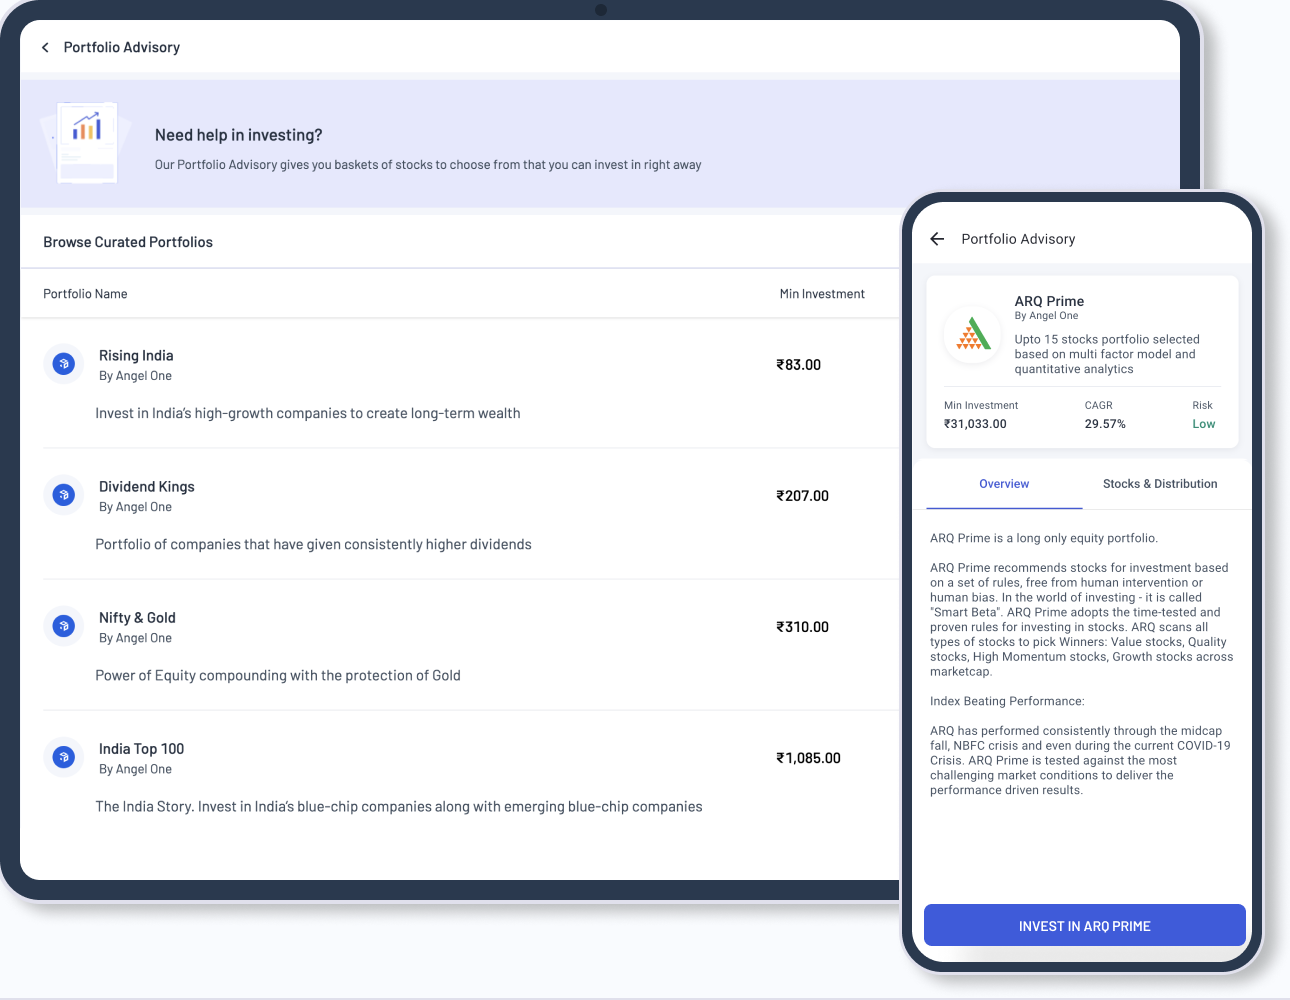 Portfolio Advisory
Need help in investing?
Our Portfolio Advisory gives you baskets of stocks to choose from that you can invest in right away
Browse Curated Portfolios
Portfolio Name
Min Investment
Rising India
By Angel One
₹83.00
Invest in India's high-growth companies to create long-term wealth
Dividend Kings
By Angel One
₹207.00
Portfolio of companies that have given consistently higher dividends
Nifty & Gold
By Angel One
₹310.00
Power of Equity compounding with the protection of Gold
India Top 100
By Angel One
₹1,085.00
The India Story. Invest in India's blue-chip companies along with emerging blue-chip companies
Portfolio Advisory
ARQ Prime
By Angel One
Upto 15 stocks portfolio selected
based on multi factor model and
quantitative analytics
Min Investment
CAGR
Risk
₹31,033.00
29.57%
Low
Overview
Stocks & Distribution
ARQ Prime is a long only equity portfolio.
ARQ Prime recommends stocks for investment based
on a set of rules, free from human intervention or
human bias. In the world of investing - it is called
"Smart Beta". ARQ Prime adopts the time-tested and
proven rules for investing in stocks. ARQ scans all
types of stocks to pick Winners: Value stocks, Quality
stocks, High Momentum stocks, Growth stocks across
marketcap.
Index Beating Performance:
ARQ has performed consistently through the midcap
fall, NBFC crisis and even during the current COVID-19
Crisis. ARQ Prime is tested against the most
challenging market conditions to deliver the
performance driven results.
INVEST IN ARQ PRIME